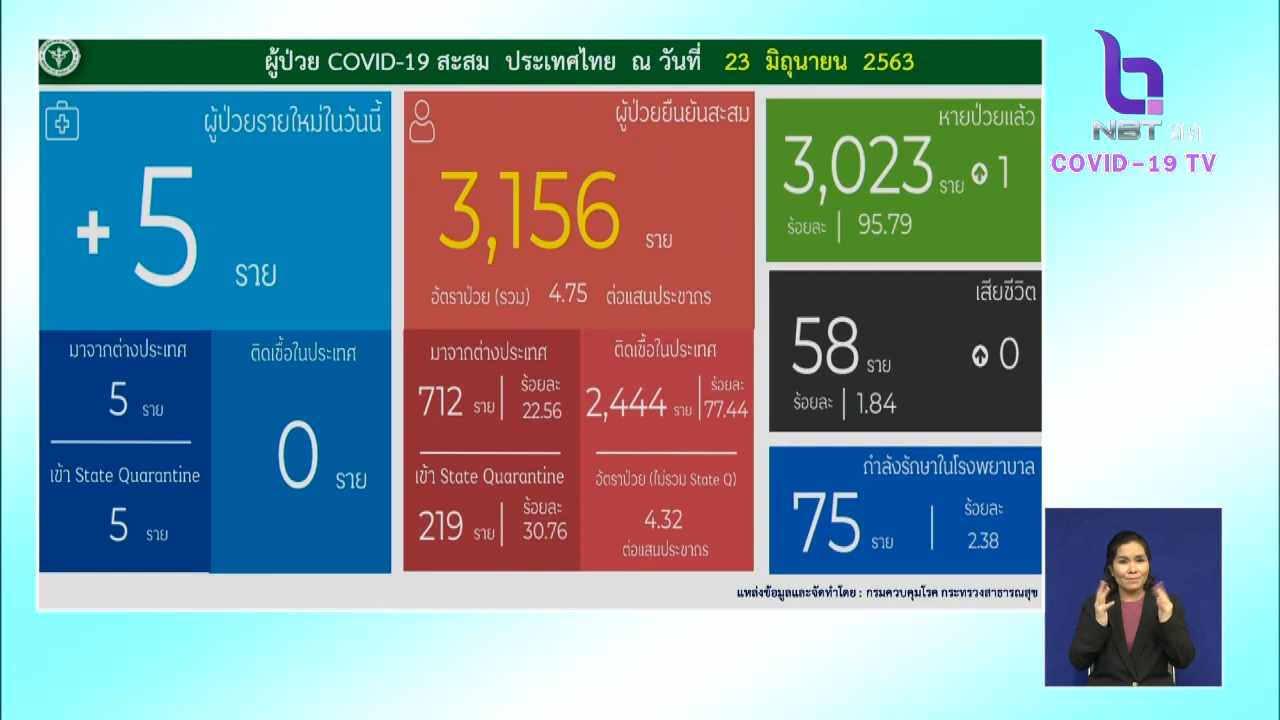 ผู้ป่วย COVID-19 สะสม ประเทศไทย ณ วันที่ 23 มิถุนายน 2563
ผู้ป่วยรายใหม่ในวันนี้
+5 ราย
มาจากต่างประเทศ
5 ราย
เข้า State Quarantine
5 ราย
ติดเชื้อในประเทศ
0 ราย
ผู้ป่วยยืนยันสะสม
3,156 ราย
อัตราป่วย (รวม) 4.75 ต่อแสนประชากร
มาจากต่างประเทศ
712 ราย ร้อยละ 22.56
เข้า State Quarantine
219 ราย ร้อยละ 30.76
ติดเชื้อในประเทศ
2,444 ราย ร้อยละ 77.44
อัตราป่วย (ไม่รวม State Q)
4.32
ต่อแสนประชากร
หายป่วยแล้ว
3,023 ราย 1
ร้อยละ 95.79
เสียชีวิต
58 ราย 0
ร้อยละ 1.84
กำลังรักษาในโรงพยาบาล
75 ราย ร้อยละ 2.38
แหล่งข้อมูลและจัดทำโดย : กรมควบคุมโรค กระทรวงสาธารณสุข
NBT สด
COVID-19 TV